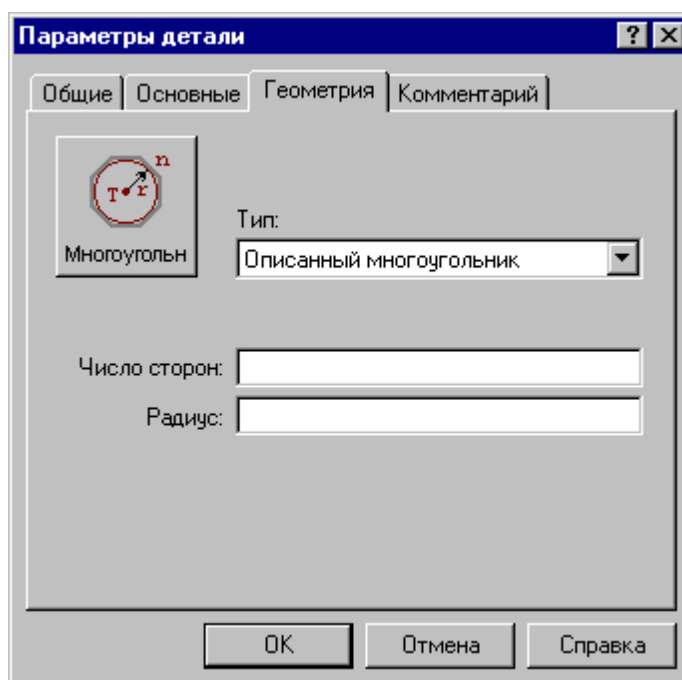 Параметры детали
Общие Основные Геометрия Комментарий
n
T r
Многоугольн
Тип:
Описанный многоугольник
Число сторон:
Радиус:
OK Отмена Справка